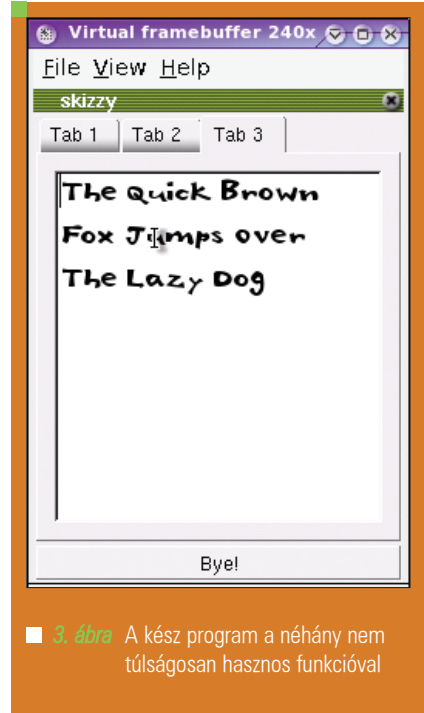 Virtual framebuffer 240x
File View Help
skizzy
Tab 1 Tab 2 Tab 3
The Quick Brown
Fox Jumps over
The Lazy Dog
Bye!
3. ábra A kész program a néhány nem
túlságosan hasznos funkcióval